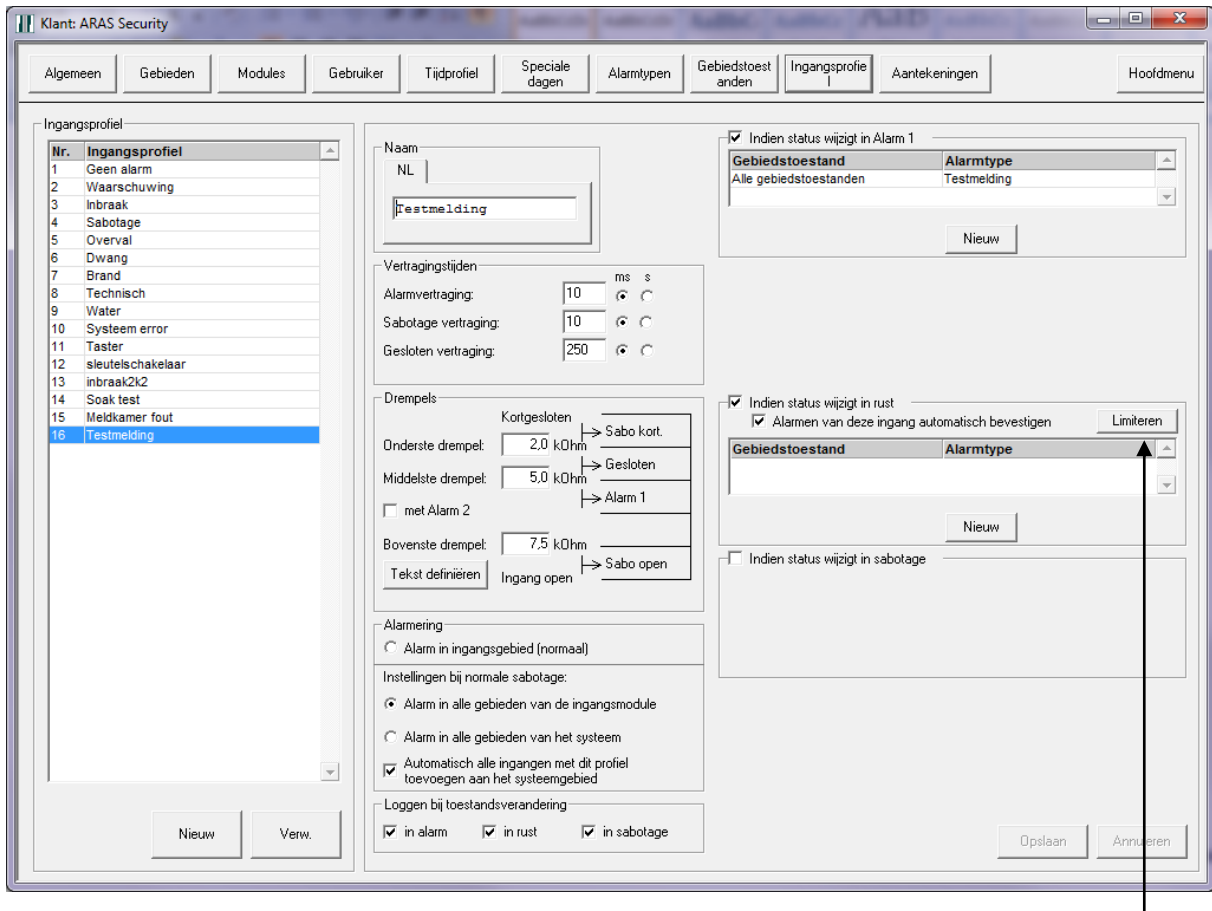 Klant: ARAS Security
Algemeen
Gebieden
Modules
Gebruiker
Tijdprofiel
Speciale
dagen
Alarmtypen
Gebiedstoest
anden
Ingangsprofie
l
Aantekeningen
Hoofdmenu
Ingangsprofiel
Nr. Ingangsprofiel
1 Geen alarm
2 Waarschuwing
3 Inbraak
4 Sabotage
5 Overval
6 Dwang
7 Brand
8 Technisch
9 Water
10 Systeem error
11 Taster
12 sleutelschakelaar
13 inbraak2k2
14 Soak test
15 Meldkamer fout
16 Testmelding
Nieuw
Verw.
Naam
NL
Testmelding
Vertragingstijden
ms s
Alarmvertraging: 10
Sabotage vertraging: 10
Gesloten vertraging: 250
Drempels
Kortgesloten
Sabo kort.
Onderste drempel: 2,0 kOhm
Gesloten
Middelste drempel: 5,0 kOhm
Alarm 1
met Alarm 2
Bovenste drempel: 7,5 kOhm
Sabo open
Tekst definiëren
Ingang open
Alarmering
Alarm in ingangsgebied (normaal)
Instellingen bij normale sabotage:
Alarm in alle gebieden van de ingangsmodule
Alarm in alle gebieden van het systeem
Automatisch alle ingangen met dit profiel
toevoegen aan het systeemgebied
Loggen bij toestandsverandering
in alarm
in rust
in sabotage
Indien status wijzigt in Alarm 1
Gebiedstoestand Alarmtype
Alle gebiedstoestanden Testmelding
Nieuw
Indien status wijzigt in rust
Alarmen van deze ingang automatisch bevestigen
Limiteren
Gebiedstoestand Alarmtype
Nieuw
Indien status wijzigt in sabotage
Opslaan
Annuleren